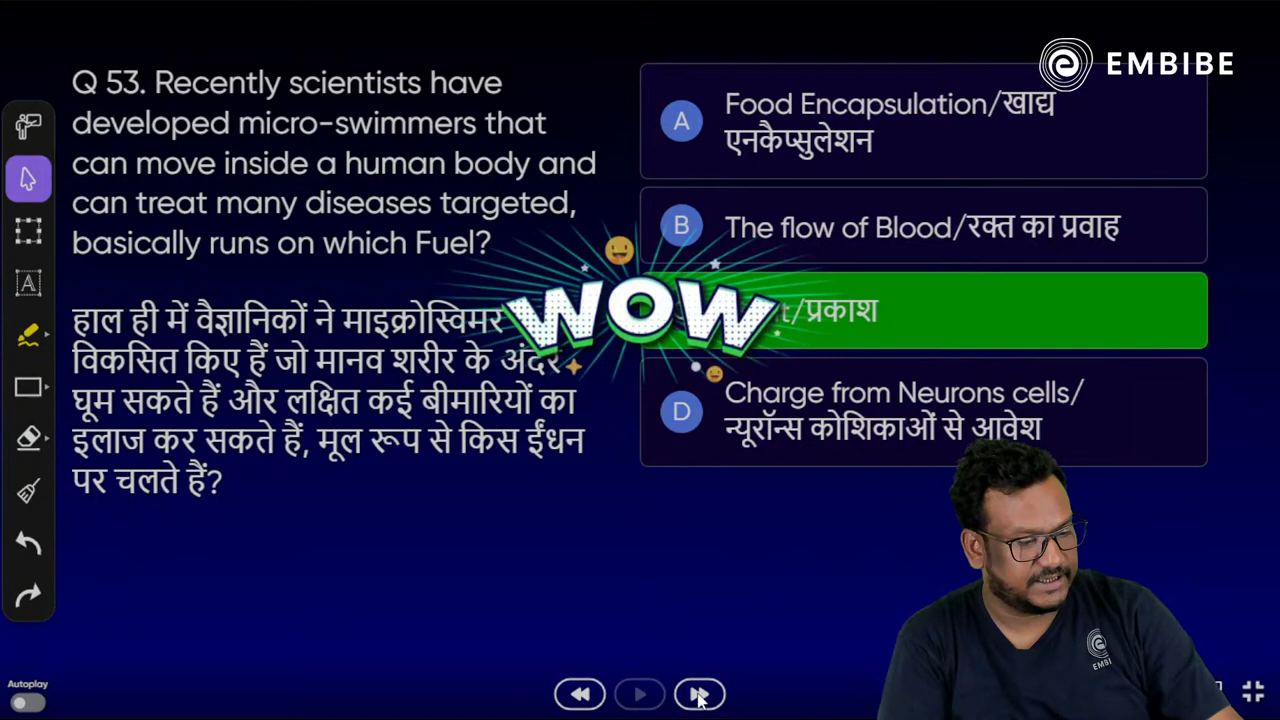 EMBIBE
Q 53. Recently scientists have
developed micro-swimmers that
can move inside a human body and
can treat many diseases targeted,
basically runs on which Fuel?
हाल ही में वैज्ञानिकों ने माइक्रोस्विमर
विकसित किए हैं जो मानव शरीर के अंदर
घूम सकते हैं और लक्षित कई बीमारियों का
इलाज कर सकते हैं, मूल रूप से किस ईंधन
पर चलते हैं?
A
Food Encapsulation/खाद्य
एनकैप्सुलेशन
B
The flow of Blood/रक्त का प्रवाह
t/प्रकाश
WOW
D
Charge from Neurons cells/
न्यूरॉन्स कोशिकाओं से आवेश
A
EMBI
Autoplay